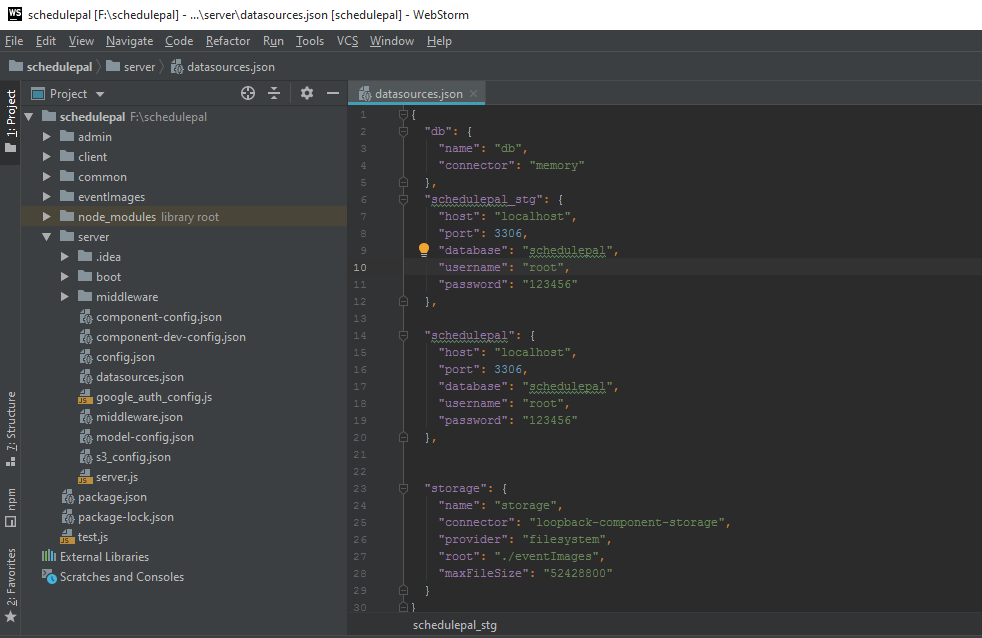 WS schedulepal [F:\schedulepal] - ...\server\datasources.json [schedulepal] - WebStorm
File Edit View Navigate Code Refactor Run Tools VCS Window Help
schedulepal server datasources.json
1: Project
7: Structure
npm
2: Favorites
Project
schedulepal F:\schedulepal
admin
client
common
eventImages
node_modules library root
server
.idea
boot
middleware
component-config.json
component-dev-config.json
config.json
datasources.json
JS google_auth_config.js
middleware.json
model-config.json
s3_config.json
JS server.js
package.json
package-lock.json
JS test.js
External Libraries
Scratches and Consoles
datasources.json
1 {
2 "db": {
3 "name": "db",
4 "connector": "memory"
5 },
6 "schedulepal_stg": {
7 "host": "localhost",
8 "port": 3306,
9 "database": "schedulepal",
10 "username": "root",
11 "password": "123456"
12 },
13
14 "schedulepal": {
15 "host": "localhost",
16 "port": 3306,
17 "database": "schedulepal",
18 "username": "root",
19 "password": "123456"
20 },
21
22
23 "storage": {
24 "name": "storage",
25 "connector": "loopback-component-storage",
26 "provider": "filesystem",
27 "root": "./eventImages",
28 "maxFileSize": "52428800"
29 }
30 }
schedulepal_stg